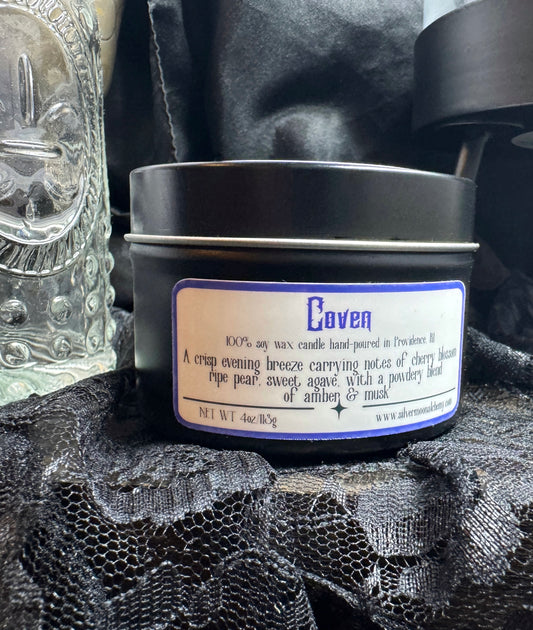 Coven
100% soy wax candle hand-poured in Providence, RI
A crisp evening breeze carrying notes of cherry blossom
ripe pear, sweet agave, with a powdery blend
of amber & musk
NET WT 4oz/113g
www.silvermoonalchemy.com